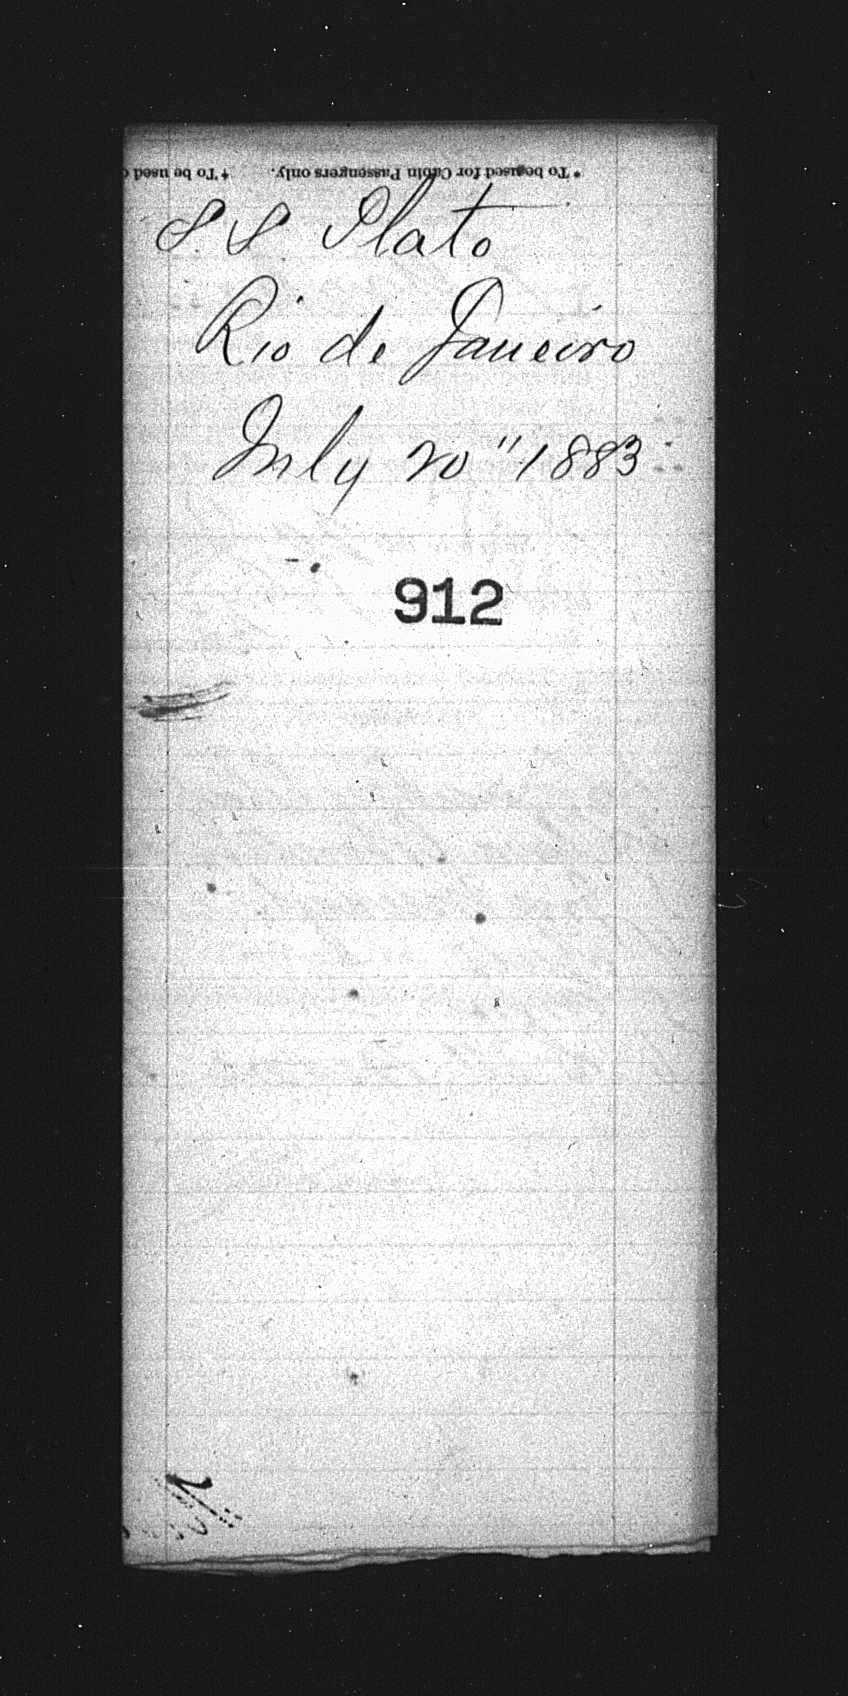 * To be used for Cabin Passengers only. † To be used
S. S. Plato
Rio de Janeiro
July 20" 1883
912